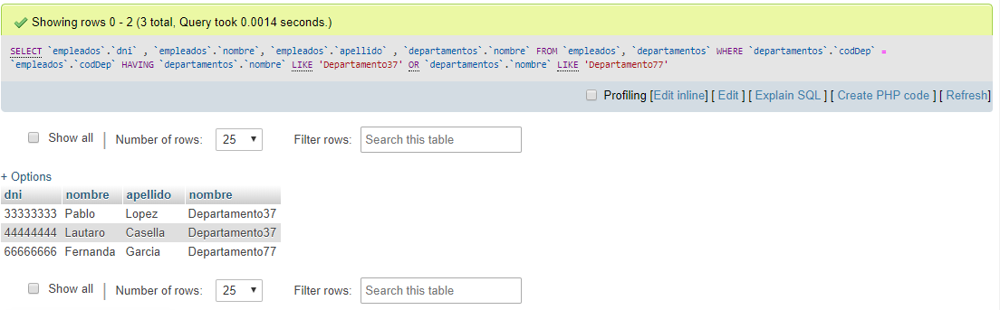 Showing rows 0 - 2 (3 total, Query took 0.0014 seconds.)
SELECT `empleados`.`dni` , `empleados`.`nombre`, `empleados`.`apellido` , `departamentos`.`nombre` FROM `empleados`, `departamentos` WHERE `departamentos`.`codDep` =
`empleados`.`codDep` HAVING `departamentos`.`nombre` LIKE 'Departamento37' OR `departamentos`.`nombre` LIKE 'Departamento77'
Profiling [Edit inline] [ Edit ] [ Explain SQL ] [ Create PHP code ] [ Refresh]
Show all | Number of rows: 25 Filter rows: Search this table
+ Options
dni nombre apellido nombre
33333333 Pablo Lopez Departamento37
44444444 Lautaro Casella Departamento37
66666666 Fernanda Garcia Departamento77
Show all | Number of rows: 25 Filter rows: Search this table